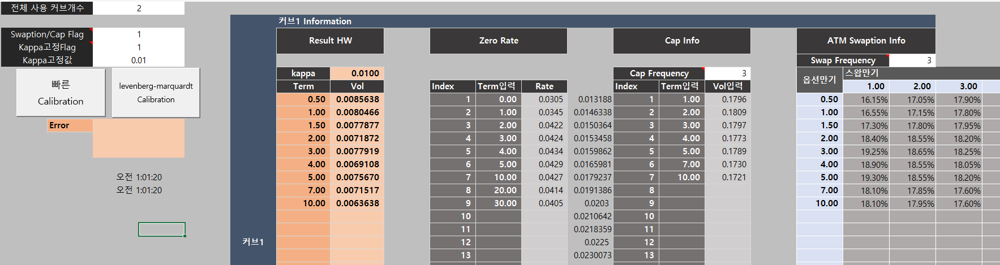 전체 사용 커브개수 2
커브1 Information
Swaption/Cap Flag 1 Result HW Zero Rate Cap Info ATM Swaption Info
Kappa고정Flag 1
Kappa고정값 0.01 Swap Frequency 3
빠른 Calibration
levenberg-marquardt Calibration
kappa 0.0100 Cap Frequency 3 옵션만기 스왑만기
Term Vol Index Term입력 Rate Index Term입력 Vol입력 1.00 2.00 3.00
0.50 0.0085638 1 0.00 0.0305 0.013188 1 1.00 0.1796 0.50 16.15% 17.05% 17.90%
1.00 0.0080466 2 1.00 0.0345 0.0146338 2 2.00 0.1809 1.00 16.55% 17.15% 17.80%
Error 1.50 0.0077877 3 2.00 0.0422 0.0150364 3 3.00 0.1797 1.50 17.30% 17.80% 17.95%
2.00 0.0071872 4 3.00 0.0424 0.0153458 4 4.00 0.1773 2.00 18.40% 18.55% 18.20%
3.00 0.0077919 5 4.00 0.0434 0.0159862 5 5.00 0.1789 3.00 19.25% 18.65% 18.25%
4.00 0.0069108 6 5.00 0.0429 0.0165981 6 7.00 0.1730 4.00 18.90% 18.55% 18.05%
오전 1:01:20 5.00 0.0075670 7 10.00 0.0427 0.0179237 7 10.00 0.1721 5.00 19.30% 18.55% 18.20%
오전 1:01:20 7.00 0.0071517 8 20.00 0.0414 0.0191386 8 7.00 18.10% 17.85% 17.60%
10.00 0.0063638 9 30.00 0.0405 0.0203 9 10.00 18.10% 17.95% 17.60%
10 0.0210642 10
11 0.0218359 11
커브1 12 0.0225 12
13 0.0230073 13